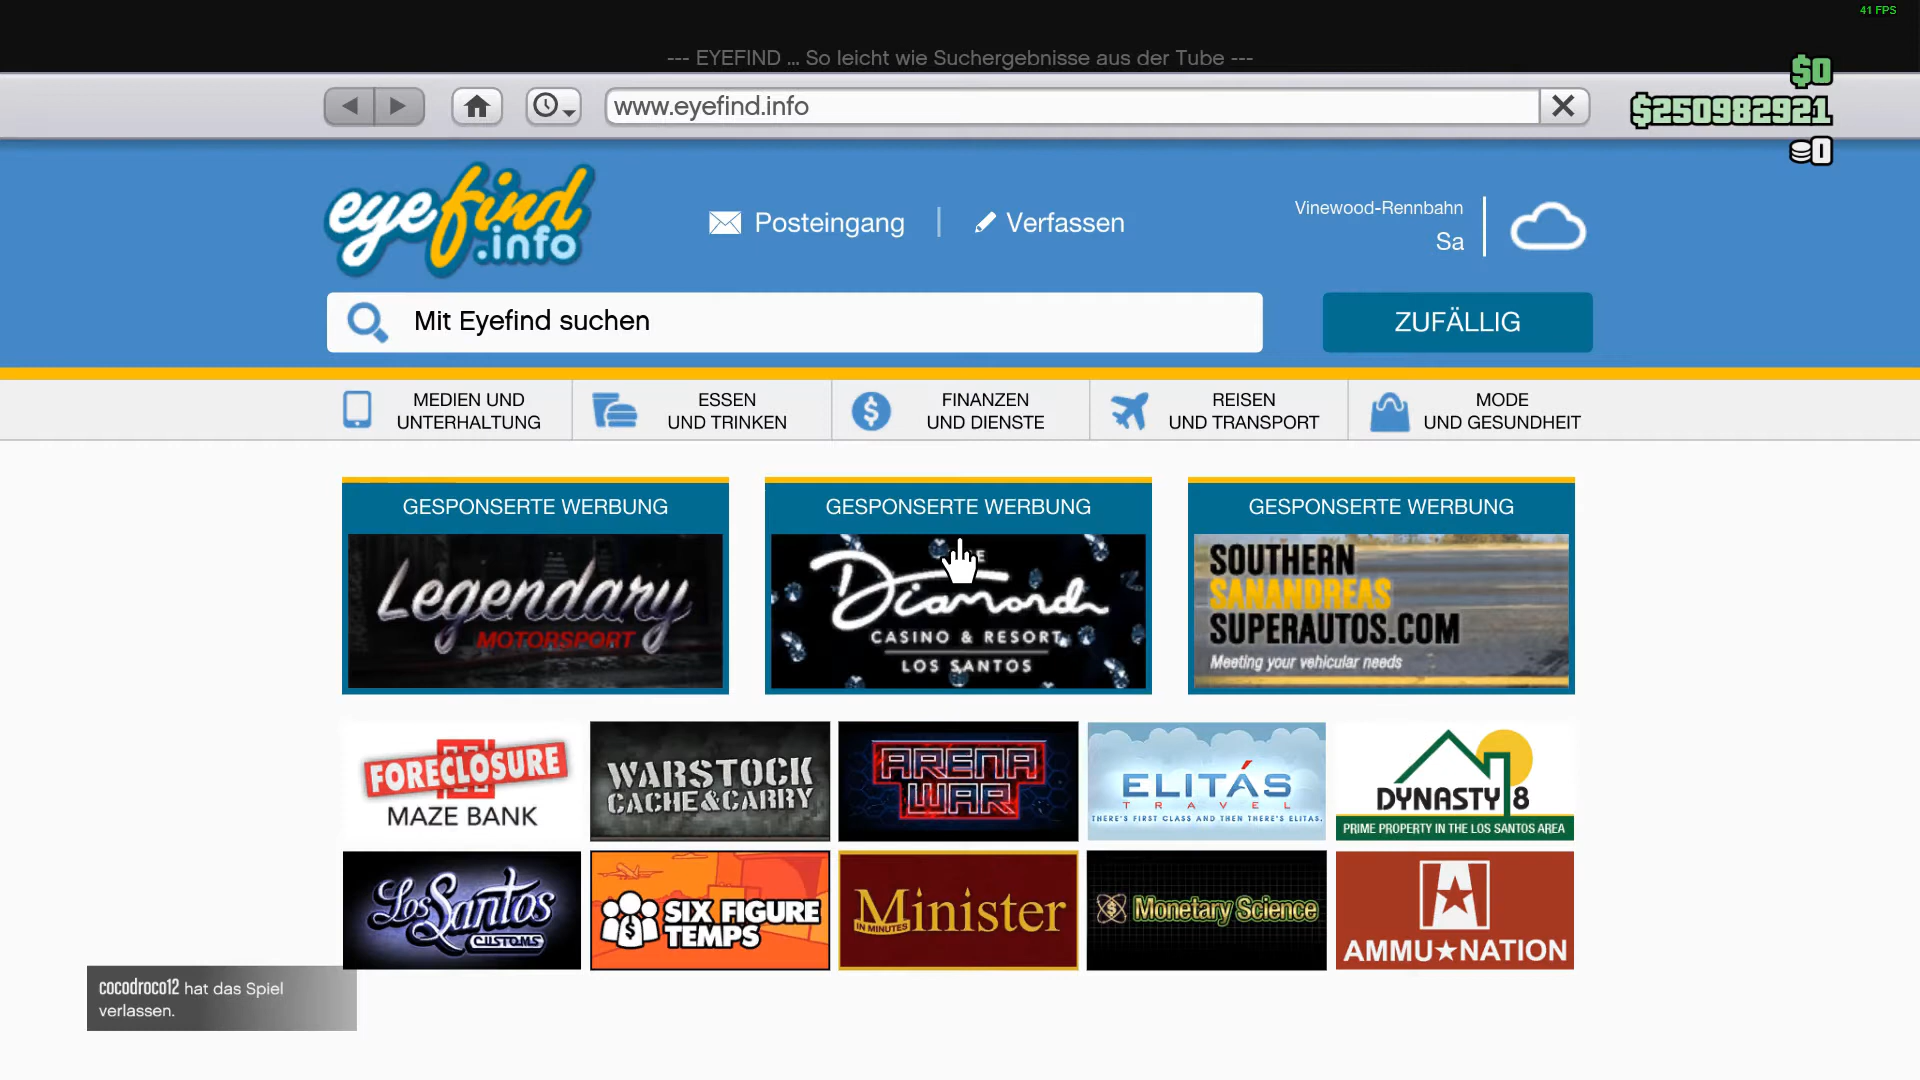 41 FPS
--- EYEFIND ... So leicht wie Suchergebnisse aus der Tube ---
$0
www.eyefind.info
$250982921
0
eyefind
.info
Posteingang
Verfassen
Vinewood-Rennbahn
Sa
Mit Eyefind suchen
ZUFÄLLIG
MEDIEN UND
UNTERHALTUNG
ESSEN
UND TRINKEN
FINANZEN
UND DIENSTE
REISEN
UND TRANSPORT
MODE
UND GESUNDHEIT
GESPONSERTE WERBUNG
Legendary
MOTORSPORT
GESPONSERTE WERBUNG
Diamond
CASINO & RESORT
LOS SANTOS
GESPONSERTE WERBUNG
SOUTHERN
SANANDREAS
SUPERAUTOS.COM
Meeting your vehicular needs
FORECLOSURE
MAZE BANK
WARSTOCK
CACHE&CARRY
ARENA
WAR
ELITÁS
TRAVEL
THERE'S FIRST CLASS AND THEN THERE'S ELITAS.
DYNASTY 8
PRIME PROPERTY IN THE LOS SANTOS AREA
Los Santos
CUSTOMS
SIX FIGURE
TEMPS
Minister
IN MINUTES
Monetary Science
AMMU★NATION
cocodroco12 hat das Spiel
verlassen.